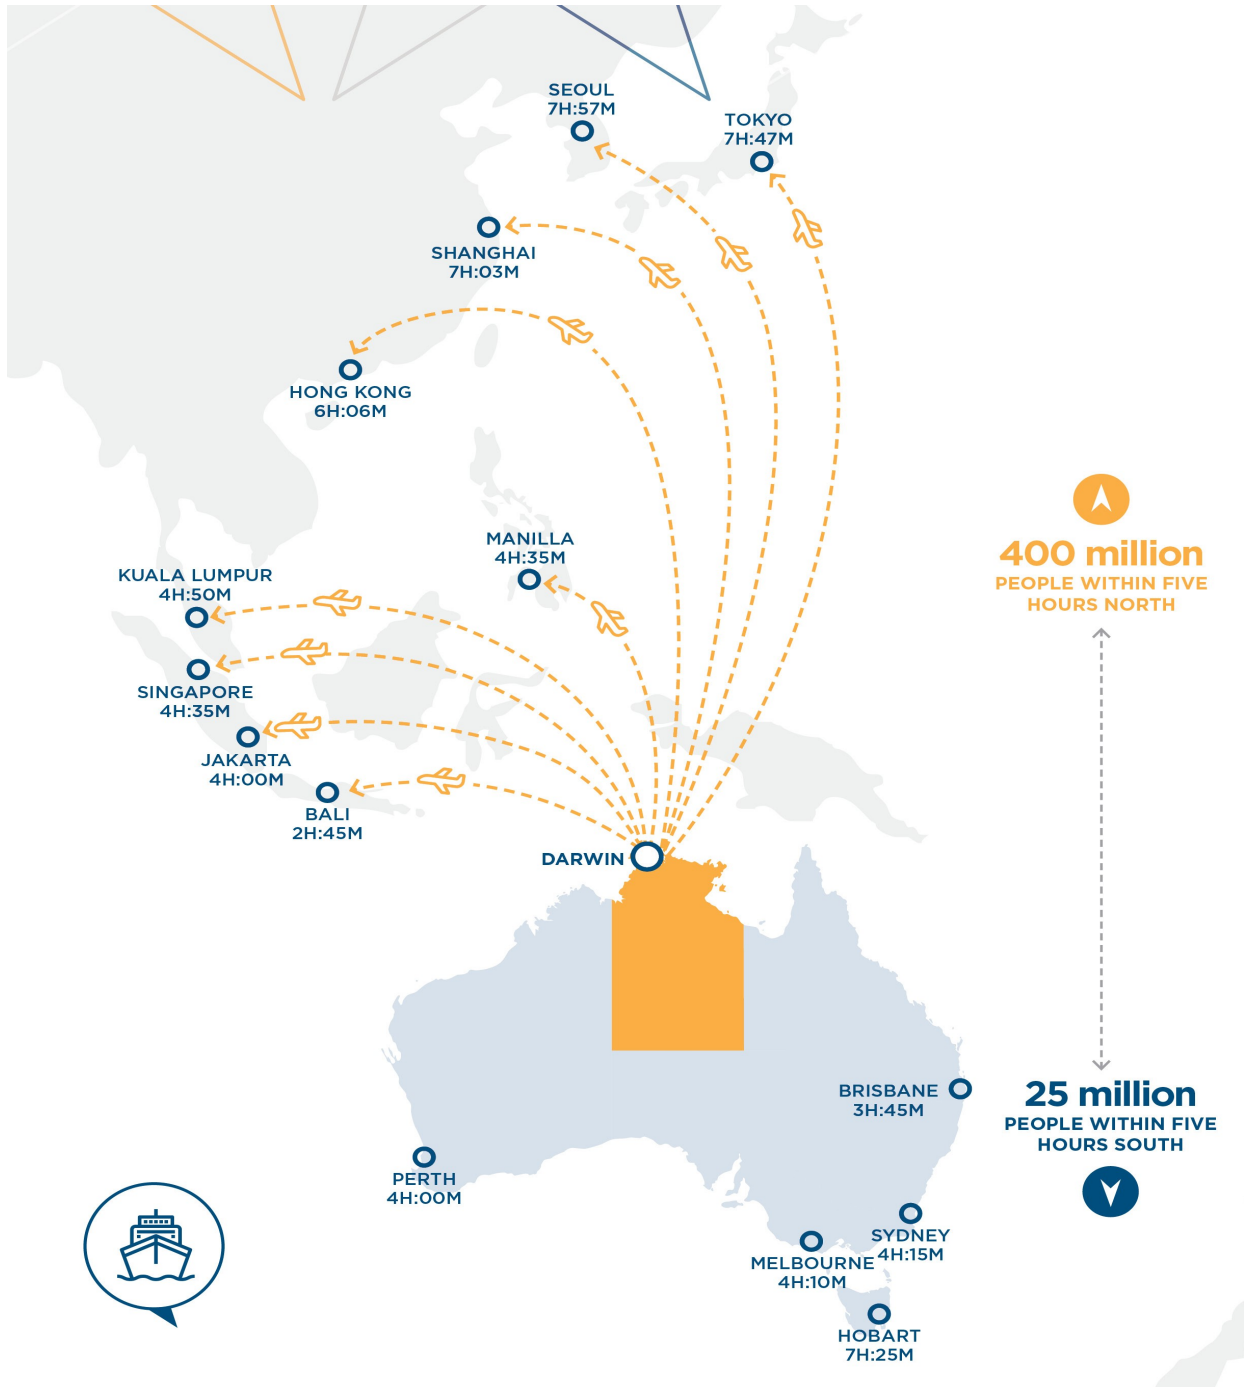 SEOUL
7H:57M
TOKYO
7H:47M
SHANGHAI
7H:03M
HONG KONG
6H:06M
MANILLA
4H:35M
KUALA LUMPUR
4H:50M
SINGAPORE
4H:35M
JAKARTA
4H:00M
BALI
2H:45M
DARWIN
400 million
PEOPLE WITHIN FIVE
HOURS NORTH
25 million
PEOPLE WITHIN FIVE
HOURS SOUTH
BRISBANE
3H:45M
PERTH
4H:00M
SYDNEY
4H:15M
MELBOURNE
4H:10M
HOBART
7H:25M